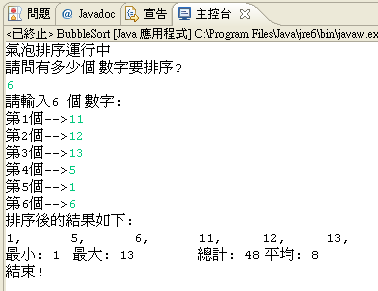 問題 @ Javadoc 宣告 主控台
<已終止> BubbleSort [Java 應用程式] C:\Program Files\Java\jre6\bin\javaw.ex
氣泡排序運行中
請問有多少個數字要排序?
6
請輸入6 個數字:
第1個-->11
第2個-->12
第3個-->13
第4個-->5
第5個-->1
第6個-->6
排序後的結果如下:
1, 5, 6, 11, 12, 13,
最小: 1 最大: 13 總計: 48 平均: 8
結束!